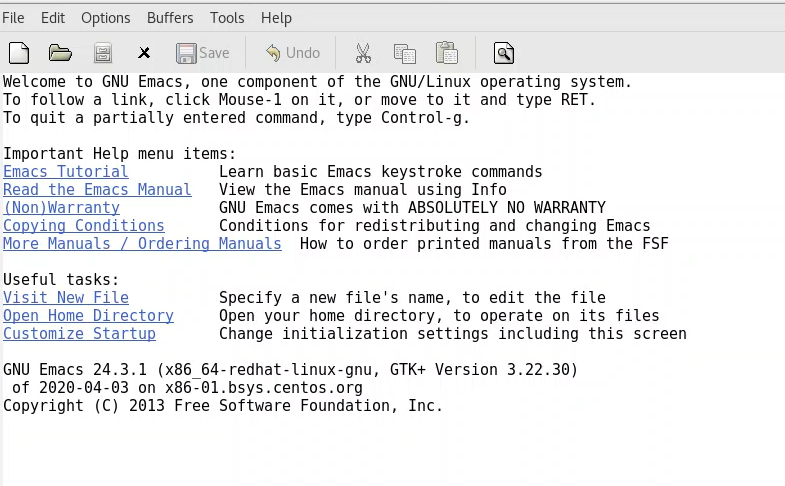 File Edit Options Buffers Tools Help
Save Undo
Welcome to GNU Emacs, one component of the GNU/Linux operating system.
To follow a link, click Mouse-1 on it, or move to it and type RET.
To quit a partially entered command, type Control-g.
Important Help menu items:
Emacs Tutorial Learn basic Emacs keystroke commands
Read the Emacs Manual View the Emacs manual using Info
(Non)Warranty GNU Emacs comes with ABSOLUTELY NO WARRANTY
Copying Conditions Conditions for redistributing and changing Emacs
More Manuals / Ordering Manuals How to order printed manuals from the FSF
Useful tasks:
Visit New File Specify a new file's name, to edit the file
Open Home Directory Open your home directory, to operate on its files
Customize Startup Change initialization settings including this screen
GNU Emacs 24.3.1 (x86_64-redhat-linux-gnu, GTK+ Version 3.22.30)
of 2020-04-03 on x86-01.bsys.centos.org
Copyright (C) 2013 Free Software Foundation, Inc.